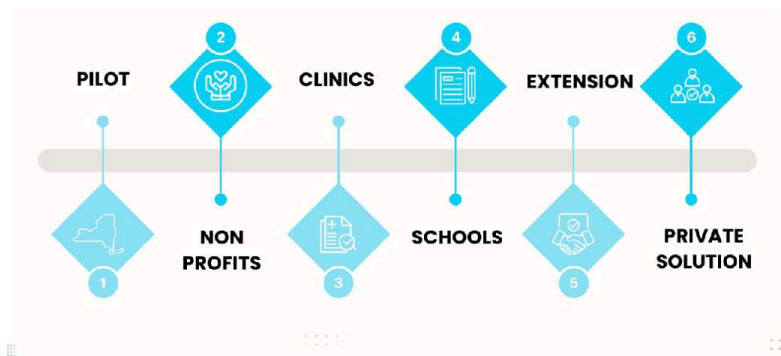 2
4
6
PILOT
CLINICS
EXTENSION
NON
PROFITS
SCHOOLS
PRIVATE
SOLUTION
1
3
5